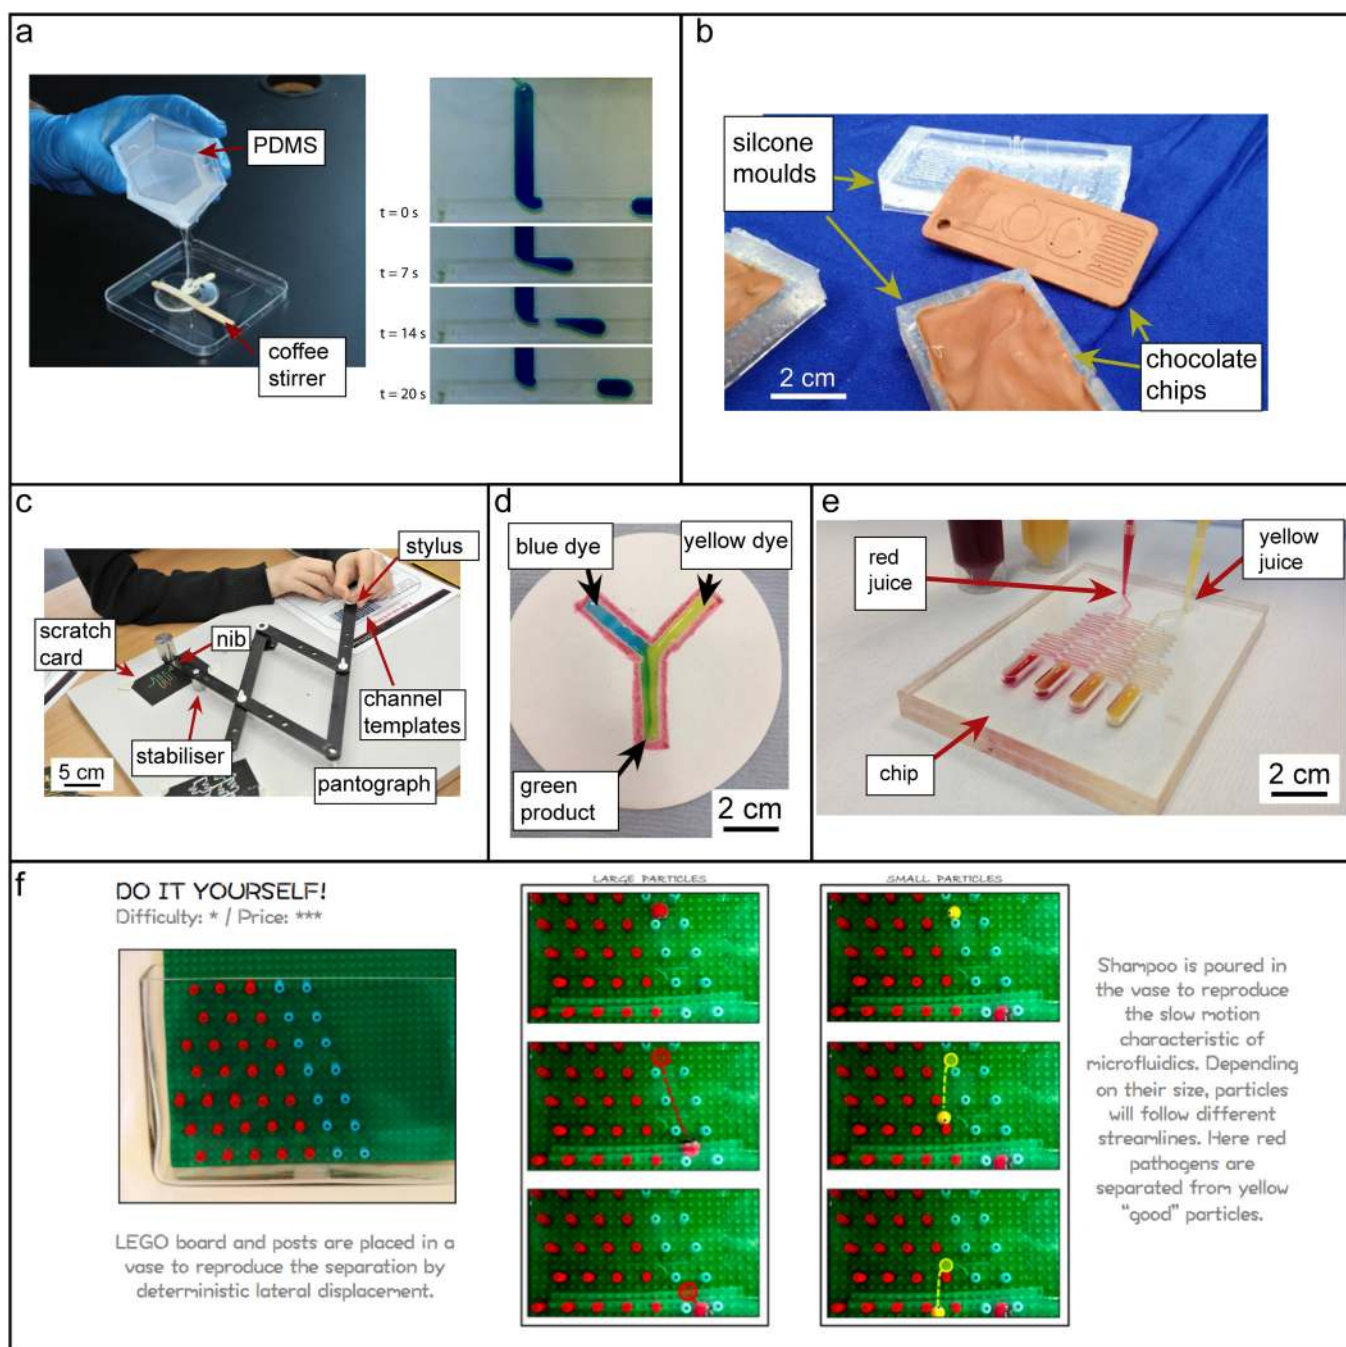 a
PDMS
coffee
stirrer
t = 0 s
t = 7 s
t = 14 s
t = 20 s
b
silcone
moulds
2 cm
chocolate
chips
c
stylus
scratch
card
nib
channel
templates
stabiliser
5 cm
pantograph
d
blue dye
yellow dye
green
product
2 cm
e
red
juice
yellow
juice
chip
2 cm
f
DO IT YOURSELF!
Difficulty: * / Price: ***
LEGO board and posts are placed in a
vase to reproduce the separation by
deterministic lateral displacement.
LARGE PARTICLES
SMALL PARTICLES
Shampoo is poured in
the vase to reproduce
the slow motion
characteristic of
microfluidics. Depending
on their size, particles
will follow different
streamlines. Here red
pathogens are
separated from yellow
"good" particles.